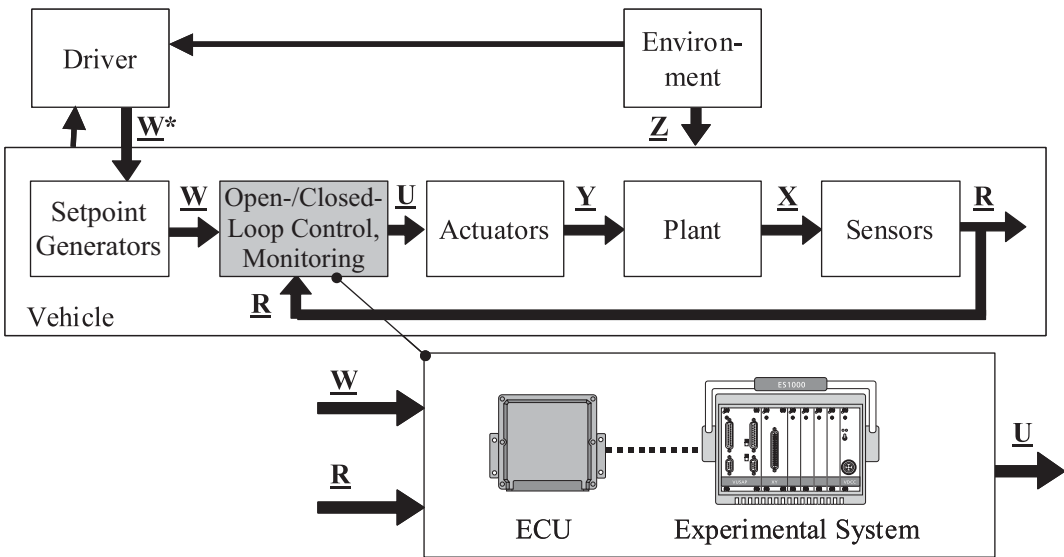 Driver
Environ-
ment
W*
Z
Setpoint
Generators
W
Open-/Closed-
Loop Control,
Monitoring
U
Actuators
Y
Plant
X
Sensors
R
R
Vehicle
W
R
ES1000
ECU
Experimental System
U